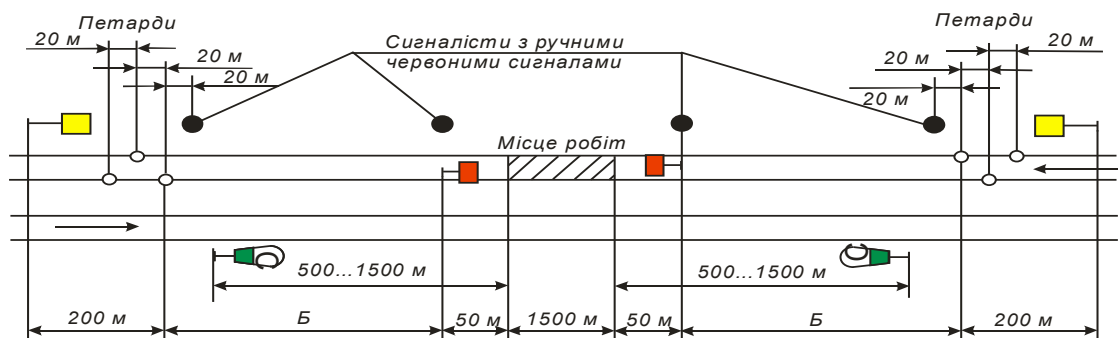 Петарди
Петарди
20 м
20 м
20 м
Сигналісти з ручними
червоними сигналами
20 м
20 м
20 м
Місце робіт
500...1500 м
500...1500 м
200 м
Б
50 м
1500 м
50 м
Б
200 м